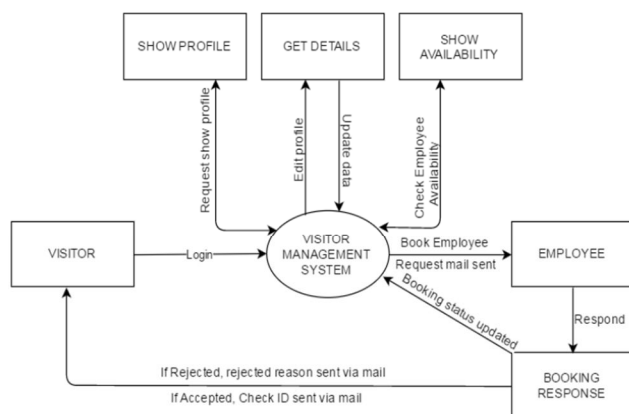 SHOW PROFILE
GET DETAILS
SHOW
AVAILABILITY
Request show profile
Edit profile
Update data
Check Employee
Availability
VISITOR
Login
VISITOR
MANAGEMENT
SYSTEM
Book Employee
Request mail sent
EMPLOYEE
Booking status updated
Respond
If Rejected, rejected reason sent via mail
If Accepted, Check ID sent via mail
BOOKING
RESPONSE